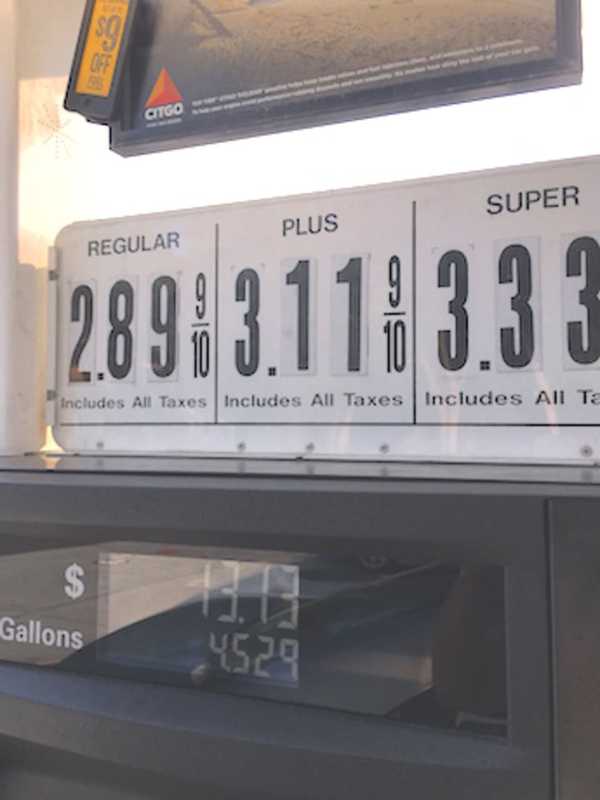 $9
OFF
CITGO
REGULAR
2.89 9/10
Includes All Taxes
PLUS
3.11 9/10
Includes All Taxes
SUPER
3.33
Includes All Ta
$ 13.13
Gallons 4.529